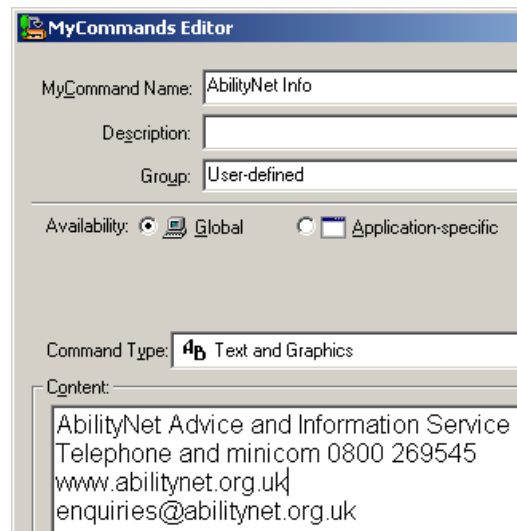 MyCommands Editor
MyCommand Name: AbilityNet Info
Description:
Group: User-defined
Availability: Global Application-specific
Command Type: AB Text and Graphics
Content:
AbilityNet Advice and Information Service
Telephone and minicom 0800 269545
www.abilitynet.org.uk
enquiries@abilitynet.org.uk